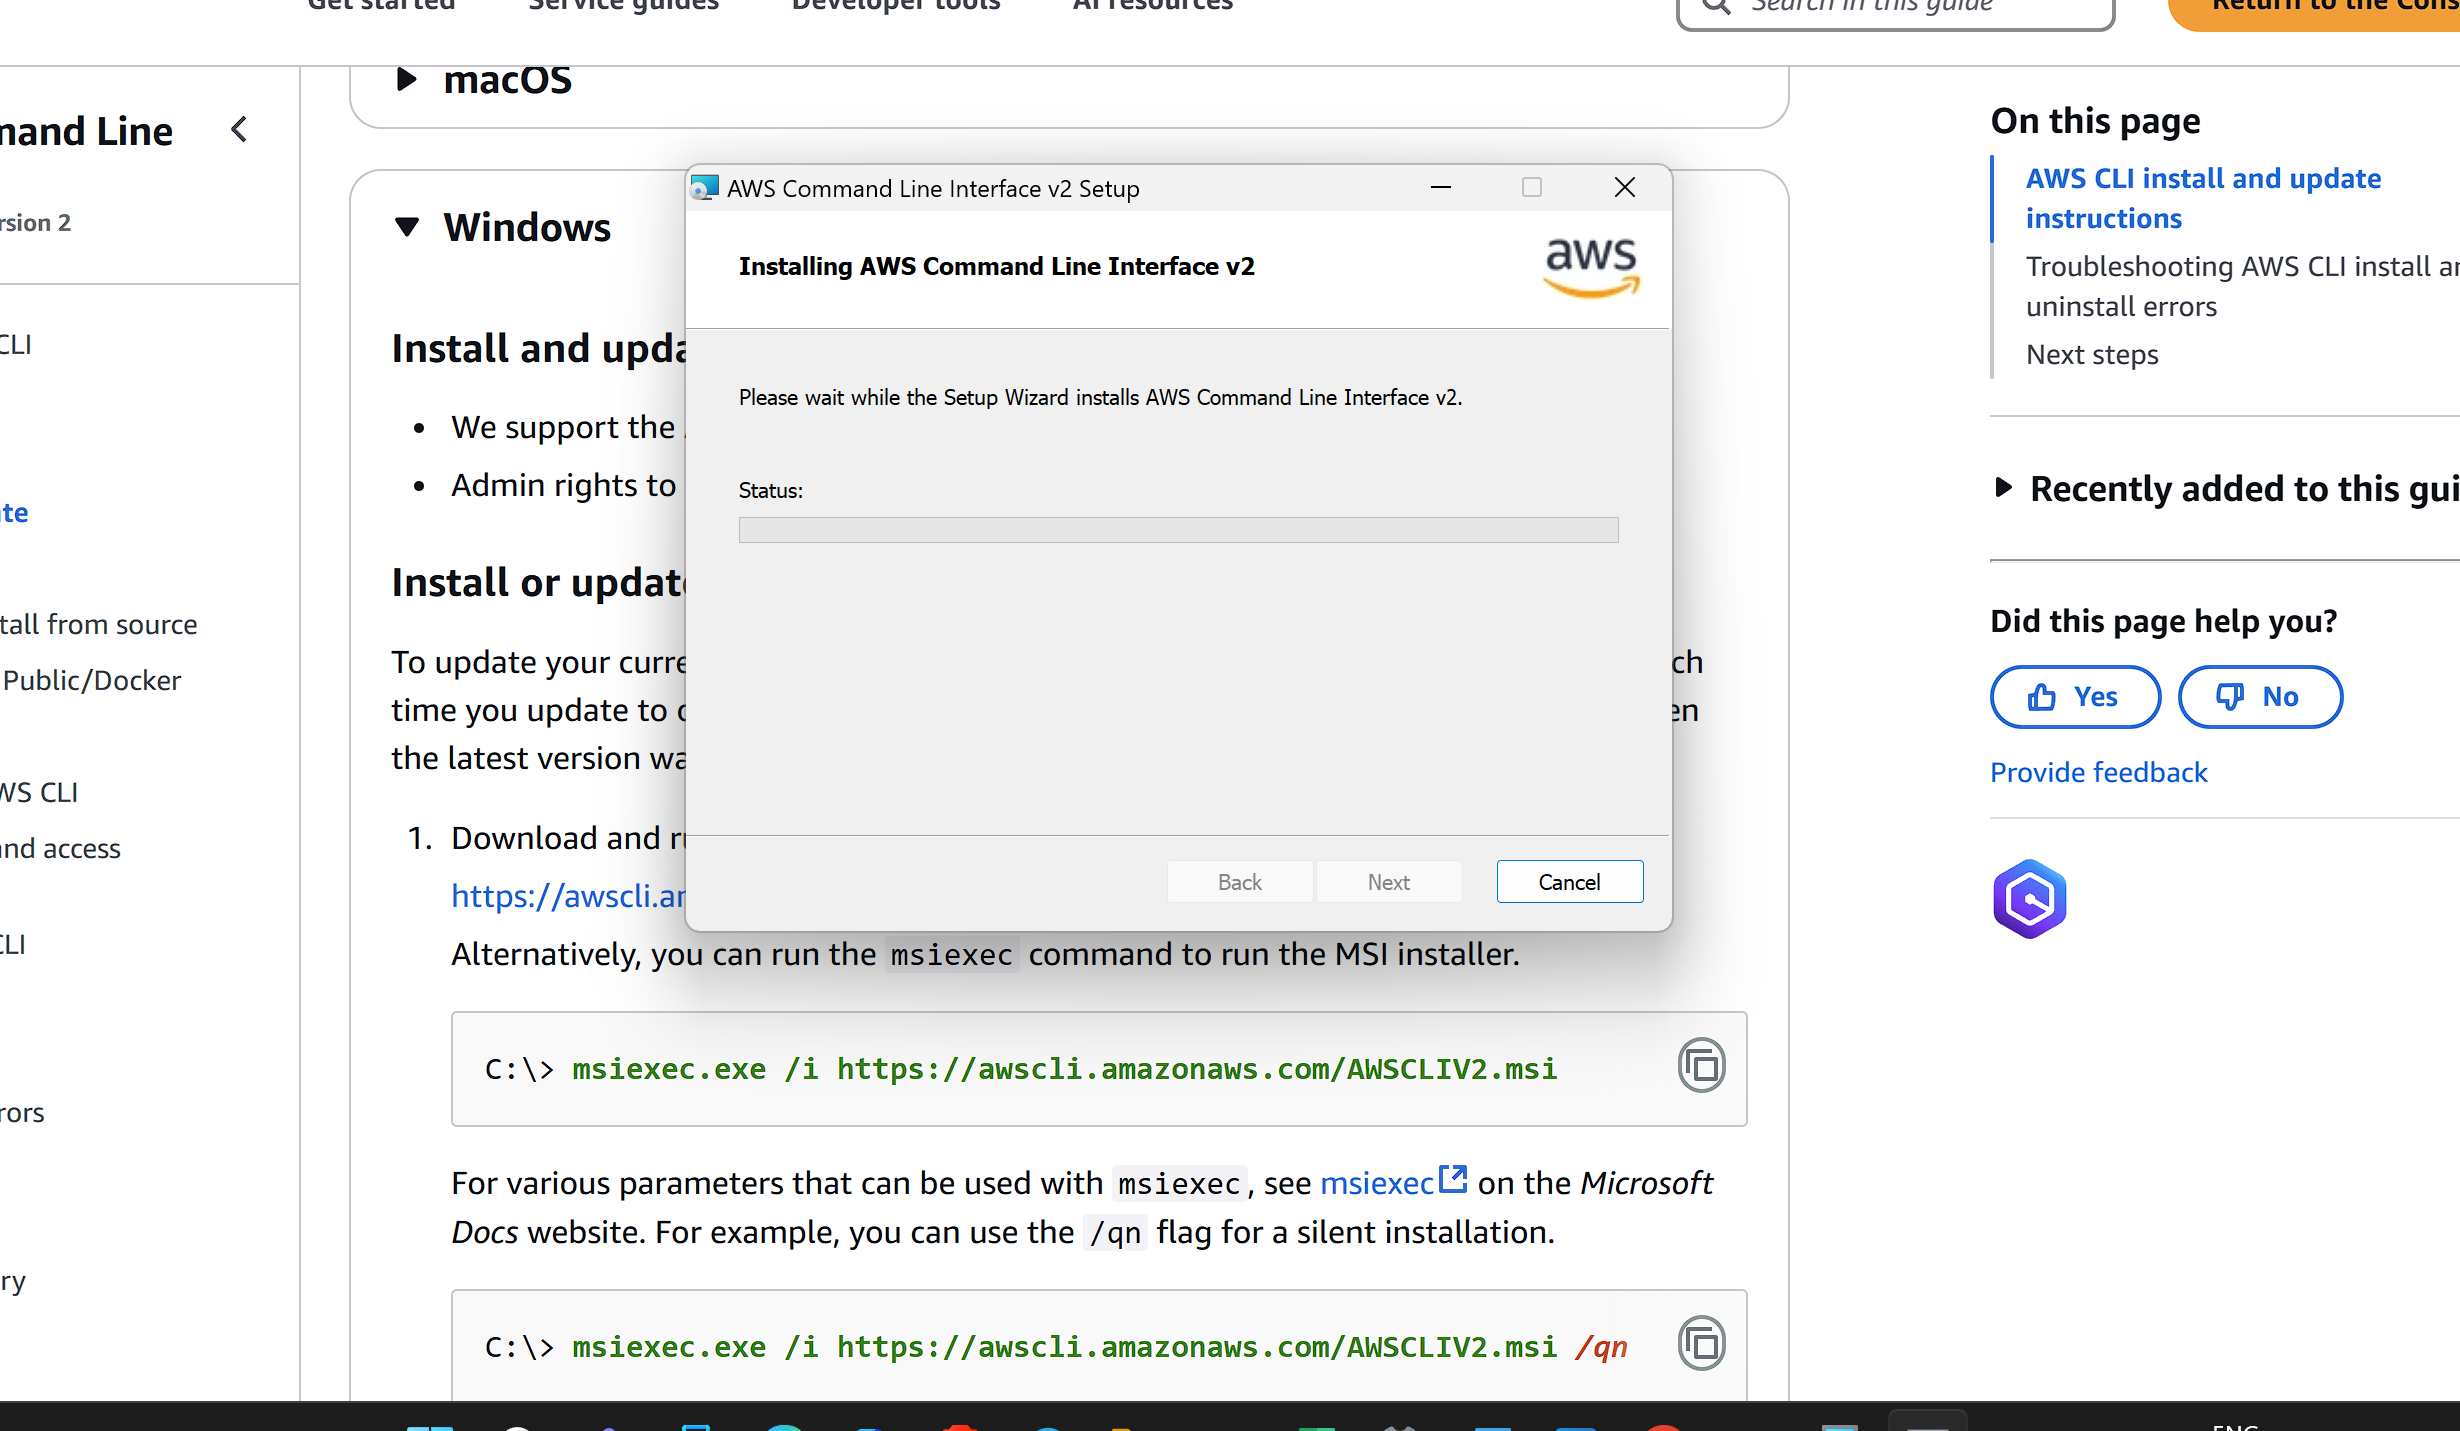 Get started Service guides Developer tools AI resources
Search in this guide
Return to the Cons
mand Line
rsion 2
CLI
te
tall from source
Public/Docker
WS CLI
and access
CLI
rors
ry
macOS
Windows
Install and upda
We support the
Admin rights to
Install or update
To update your curre ch
time you update to en
the latest version wa
1. Download and ru
https://awscli.am
Alternatively, you can run the msiexec command to run the MSI installer.
C:\> msiexec.exe /i https://awscli.amazonaws.com/AWSCLIV2.msi
For various parameters that can be used with msiexec, see msiexec on the Microsoft
Docs website. For example, you can use the /qn flag for a silent installation.
C:\> msiexec.exe /i https://awscli.amazonaws.com/AWSCLIV2.msi /qn
AWS Command Line Interface v2 Setup
Installing AWS Command Line Interface v2
aws
Please wait while the Setup Wizard installs AWS Command Line Interface v2.
Status:
Back Next Cancel
On this page
AWS CLI install and update
instructions
Troubleshooting AWS CLI install an
uninstall errors
Next steps
Recently added to this gui
Did this page help you?
Yes No
Provide feedback
ENG